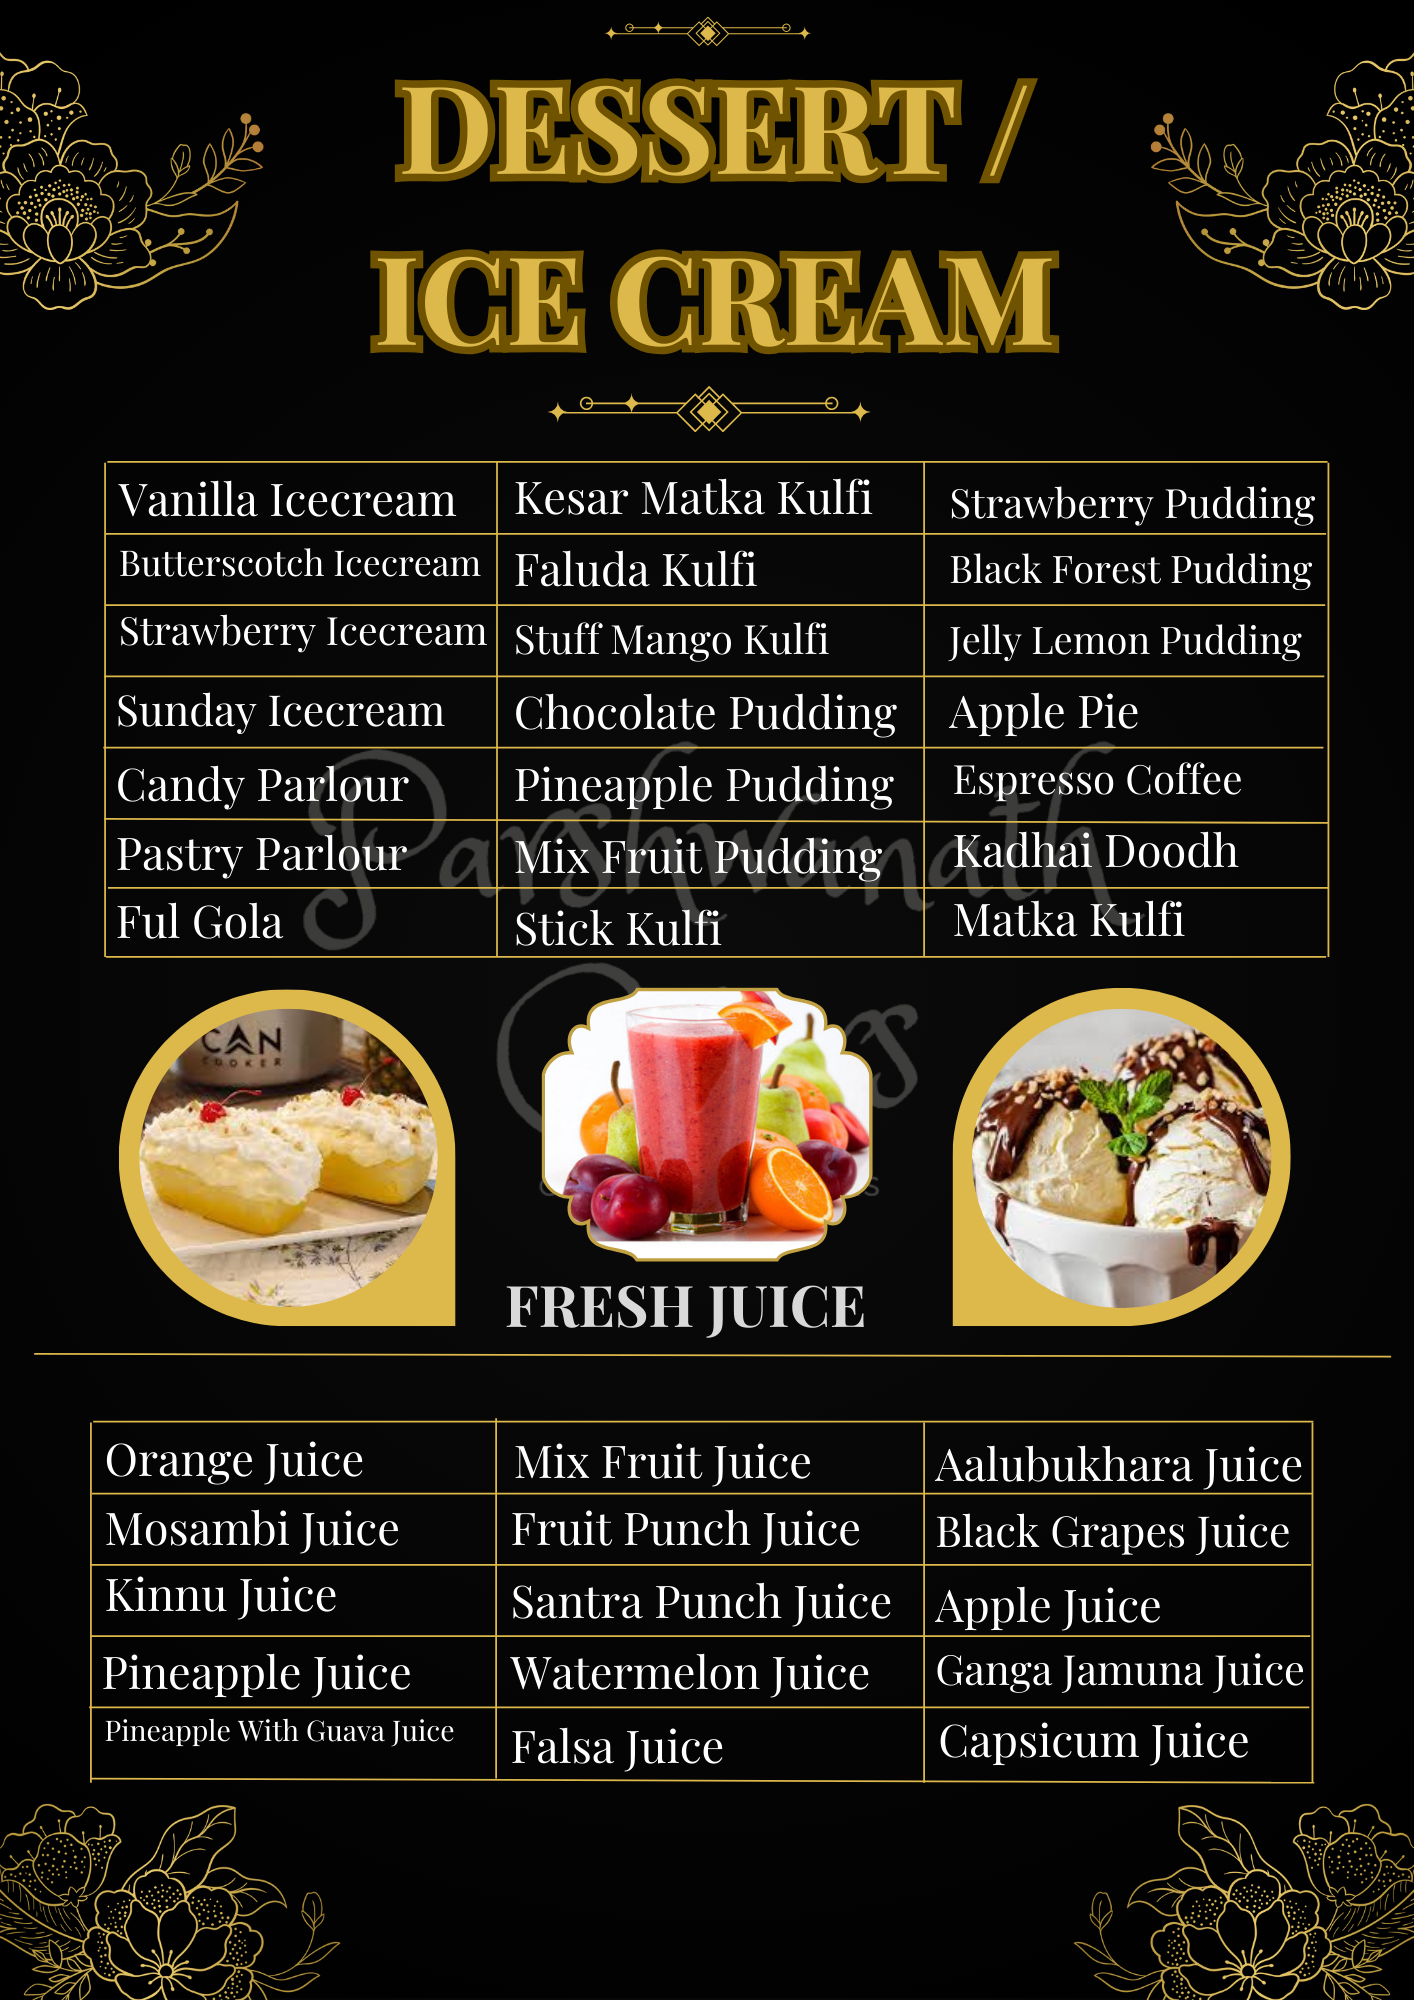 DESSERT /
ICE CREAM
Vanilla Icecream Kesar Matka Kulfi Strawberry Pudding
Butterscotch Icecream Faluda Kulfi Black Forest Pudding
Strawberry Icecream Stuff Mango Kulfi Jelly Lemon Pudding
Sunday Icecream Chocolate Pudding Apple Pie
Candy Parlour Pineapple Pudding Espresso Coffee
Pastry Parlour Mix Fruit Pudding Kadhai Doodh
Ful Gola Stick Kulfi Matka Kulfi
Parshwanath
CAN
COOKER
FRESH JUICE
Orange Juice Mix Fruit Juice Aalubukhara Juice
Mosambi Juice Fruit Punch Juice Black Grapes Juice
Kinnu Juice Santra Punch Juice Apple Juice
Pineapple Juice Watermelon Juice Ganga Jamuna Juice
Pineapple With Guava Juice Falsa Juice Capsicum Juice